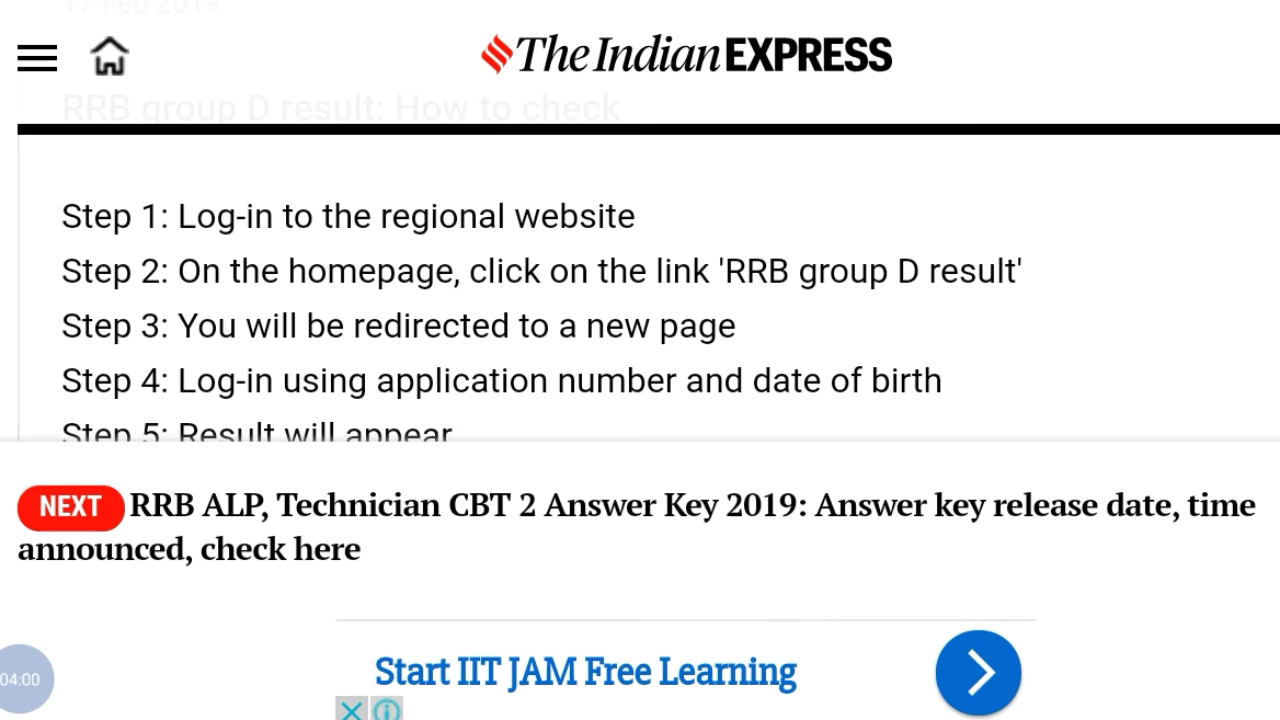 17 Feb 2019
The Indian EXPRESS
RRB group D result: How to check
Step 1: Log-in to the regional website
Step 2: On the homepage, click on the link 'RRB group D result'
Step 3: You will be redirected to a new page
Step 4: Log-in using application number and date of birth
Step 5: Result will appear
NEXT RRB ALP, Technician CBT 2 Answer Key 2019: Answer key release date, time
announced, check here
Start IIT JAM Free Learning
04:00